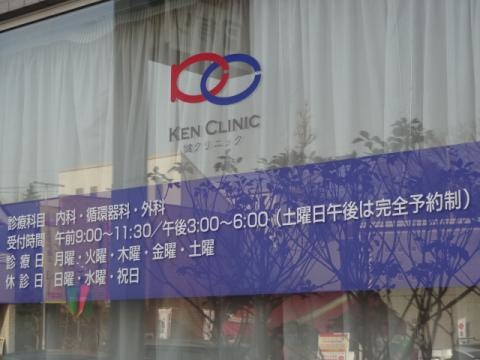 KEN CLINIC
健クリニック
診療科目 内科・循環器科・外科
受付時間 午前9:00～11:30／午後3:00～6:00（土曜日午後は完全予約制）
診療日 月曜・火曜・木曜・金曜・土曜
休診日 日曜・水曜・祝日